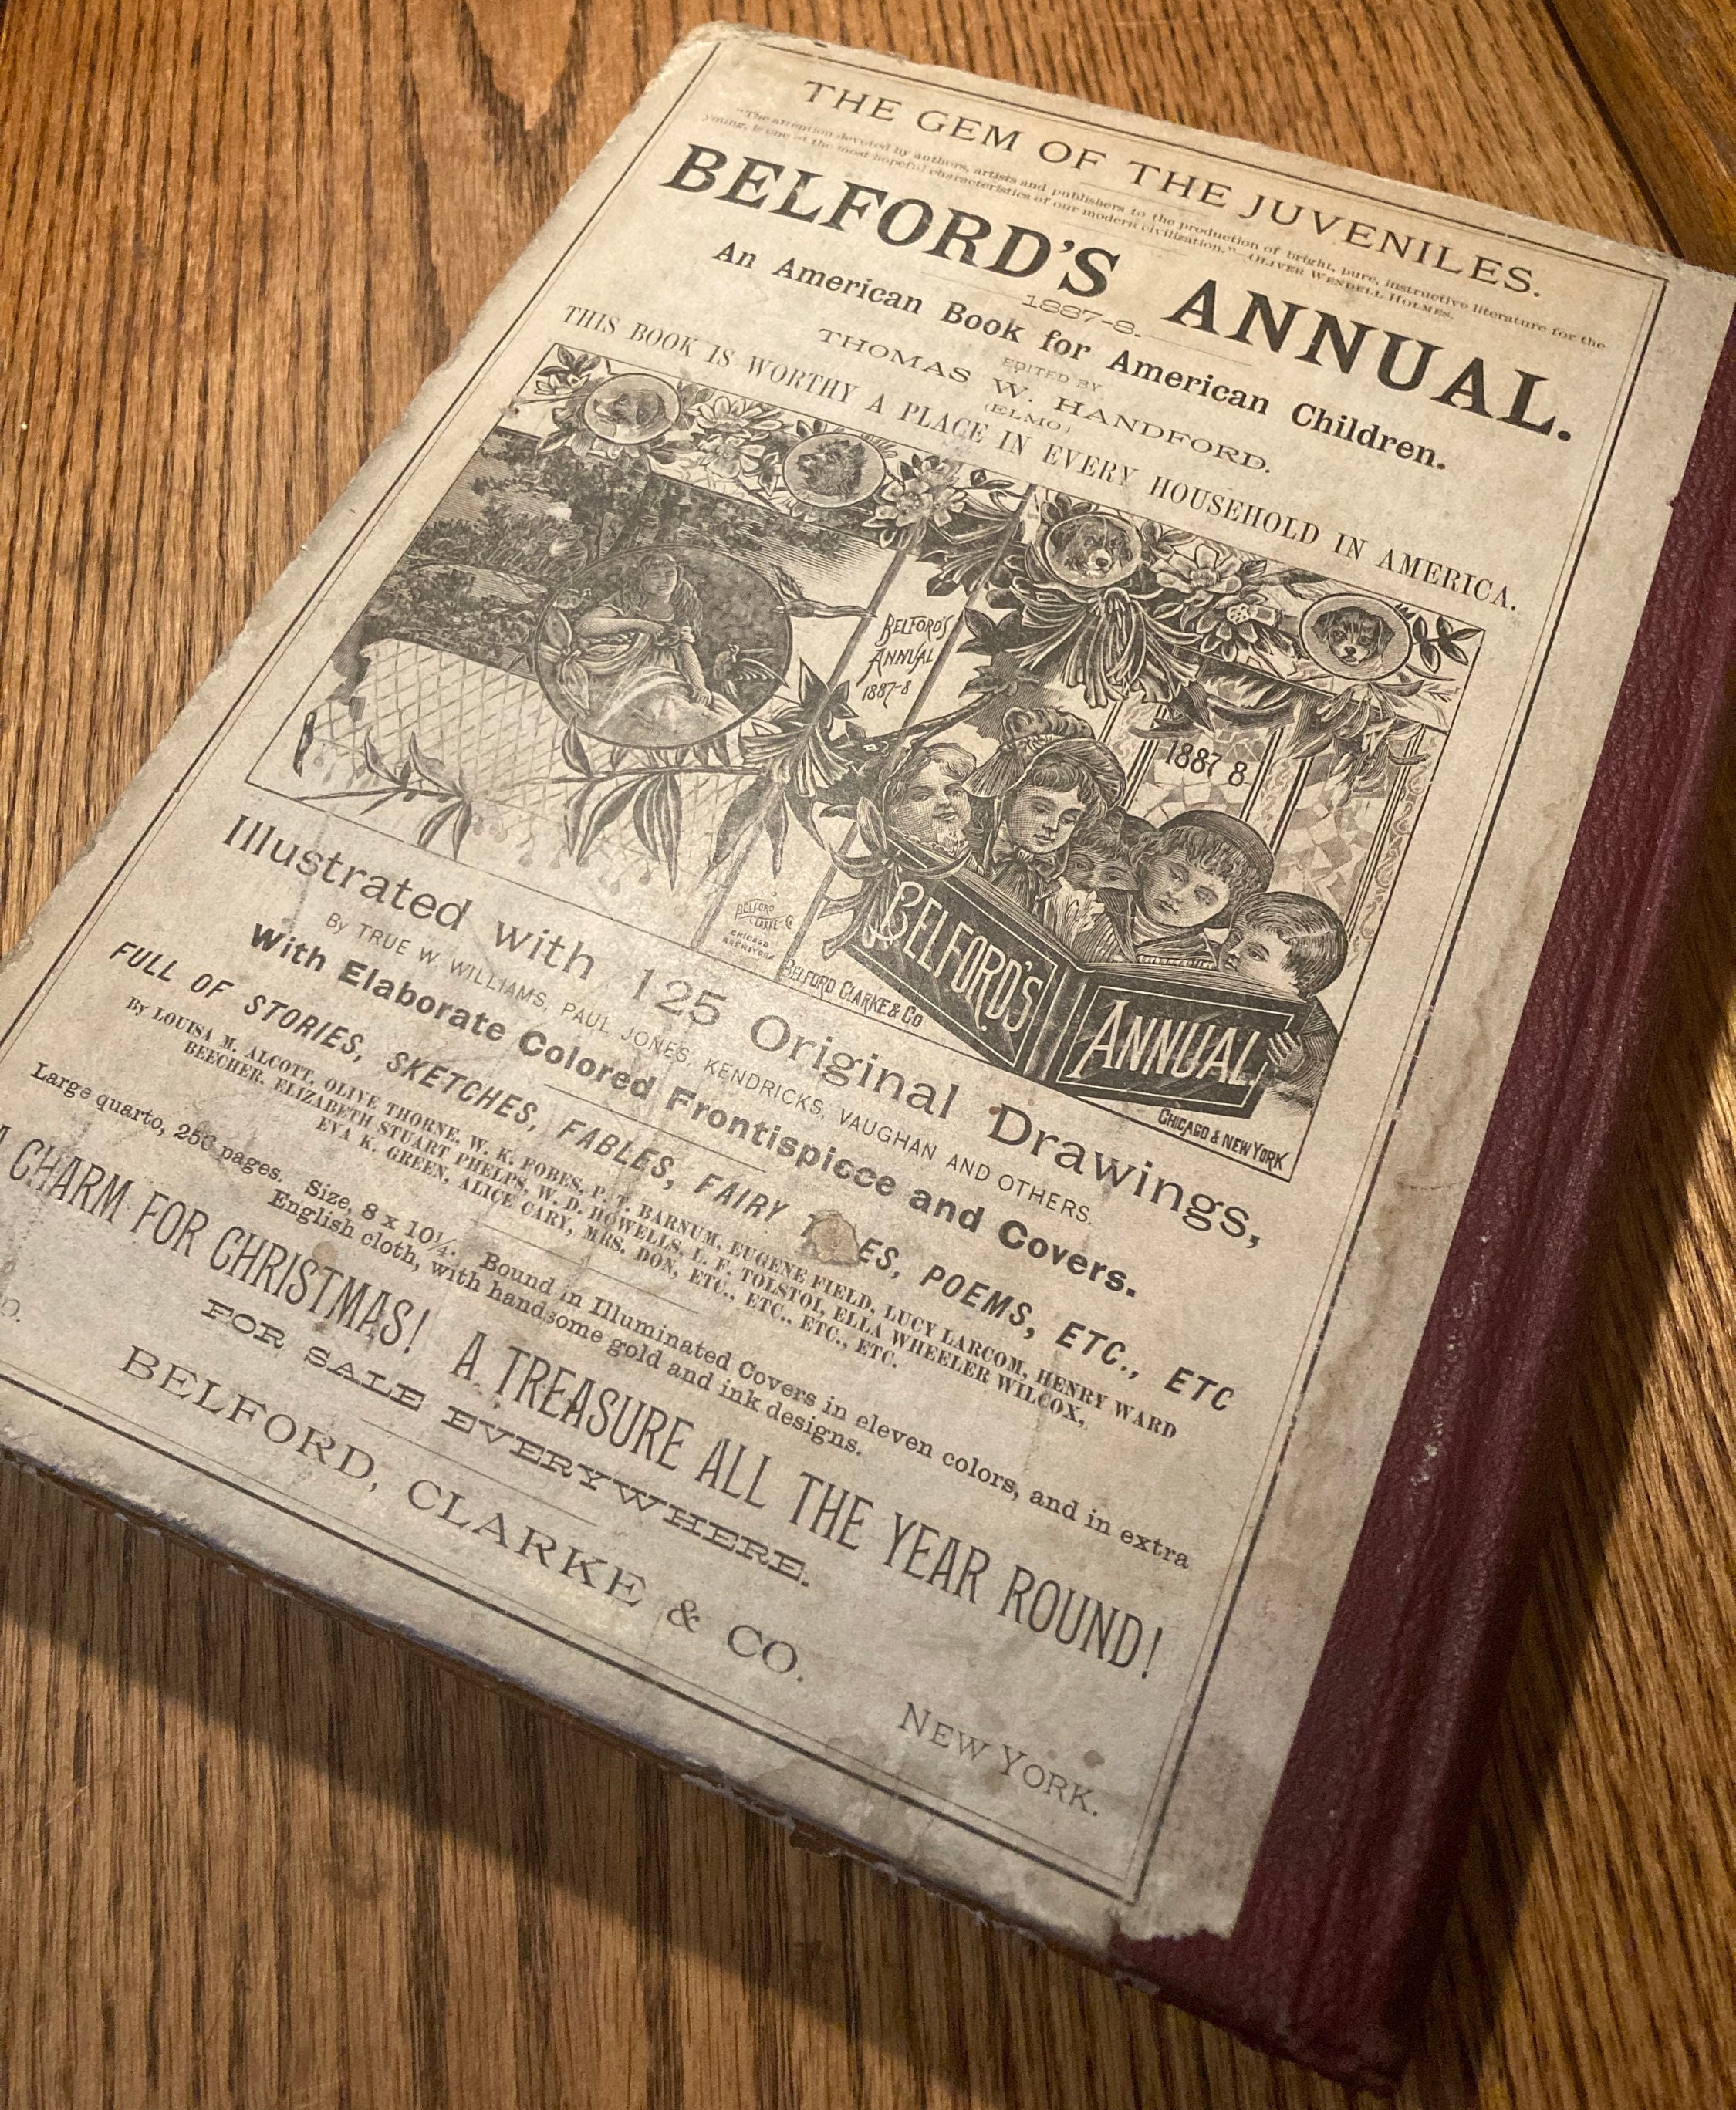 THE GEM OF THE JUVENILES.
"The attention devoted by authors, artists and publishers to the production of bright, pure, instructive literature for the
young, is one of the most hopeful characteristics of our modern civilization."—OLIVER WENDELL HOLMES.
BELFORD'S ANNUAL.
1887-8.
An American Book for American Children.
EDITED BY
THOMAS W. HANDFORD.
(ELMO)
THIS BOOK IS WORTHY A PLACE IN EVERY HOUSEHOLD IN AMERICA.
BELFORD'S
ANNUAL
1887-8
1887 8
BELFORD'S ANNUAL
BELFORD
CLARKE & CO
CHICAGO
NEW YORK
BELFORD CLARKE & CO
CHICAGO & NEW YORK
Illustrated with 125 Original Drawings,
By TRUE W. WILLIAMS, PAUL JONES, KENDRICKS, VAUGHAN AND OTHERS.
With Elaborate Colored Frontispiece and Covers.
FULL OF STORIES, SKETCHES, FABLES, FAIRY T ES, POEMS, ETC., ETC
By LOUISA M. ALCOTT, OLIVE THORNE, W. K. FOBES, P. T. BARNUM, EUGENE FIELD, LUCY LARCOM, HENRY WARD
BEECHER, ELIZABETH STUART PHELPS, W. D. HOWELLS, L. F. TOLSTOI, ELLA WHEELER WILCOX,
EVA K. GREEN, ALICE CARY, MRS. DON, ETC., ETC., ETC., ETC.
Large quarto, 256 pages. Size, 8 x 10¼. Bound in Illuminated Covers in eleven colors, and in extra
English cloth, with handsome gold and ink designs.
A CHARM FOR CHRISTMAS! A TREASURE ALL THE YEAR ROUND!
FOR SALE EVERYWHERE.
BELFORD, CLARKE & CO.
O.
NEW YORK.